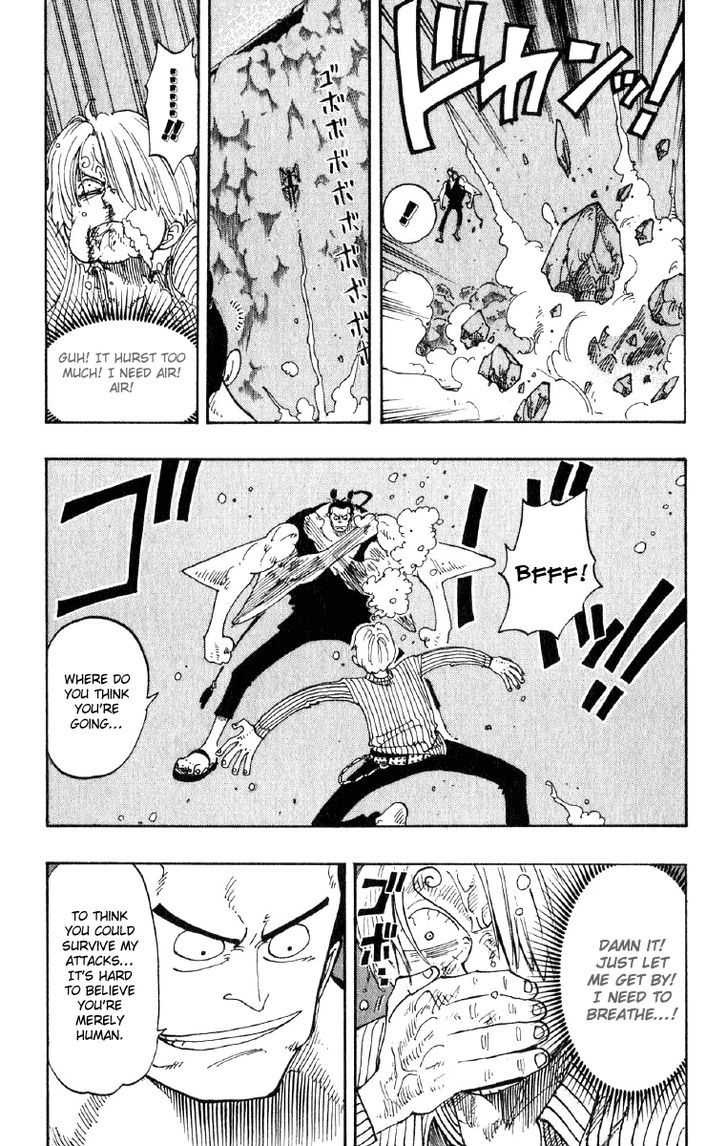 ドカンッ!
!!
ゴボボボボボボボ
……!!
GUH! IT HURST TOO
MUCH! I NEED AIR!
AIR!
BFFF!
WHERE DO
YOU THINK
YOU'RE
GOING...
DAMN IT!
JUST LET
ME GET BY!
I NEED TO
BREATHE...!
ゴボ..
TO THINK
YOU COULD
SURVIVE MY
ATTACKS...
IT'S HARD
TO BELIEVE
YOU'RE
MERELY
HUMAN.